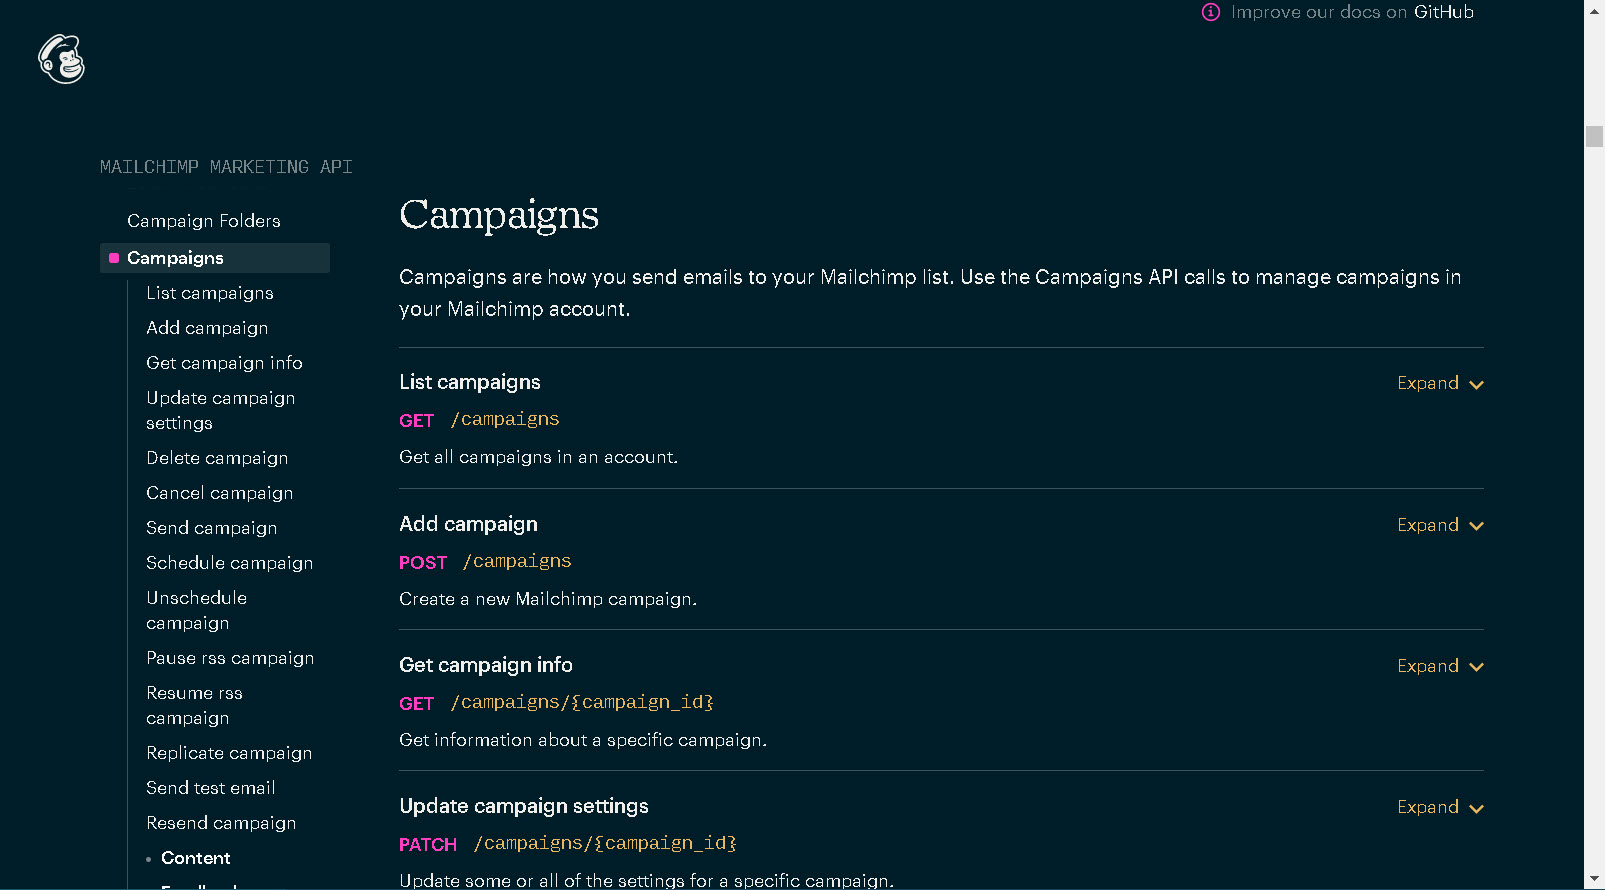 Improve our docs on GitHub
MAILCHIMP MARKETING API
Campaign Folders
Campaigns
List campaigns
Add campaign
Get campaign info
Update campaign
settings
Delete campaign
Cancel campaign
Send campaign
Schedule campaign
Unschedule
campaign
Pause rss campaign
Resume rss
campaign
Replicate campaign
Send test email
Resend campaign
Content
Campaigns
Campaigns are how you send emails to your Mailchimp list. Use the Campaigns API calls to manage campaigns in
your Mailchimp account.
List campaigns Expand
GET /campaigns
Get all campaigns in an account.
Add campaign Expand
POST /campaigns
Create a new Mailchimp campaign.
Get campaign info Expand
GET /campaigns/{campaign_id}
Get information about a specific campaign.
Update campaign settings Expand
PATCH /campaigns/{campaign_id}
Update some or all of the settings for a specific campaign.